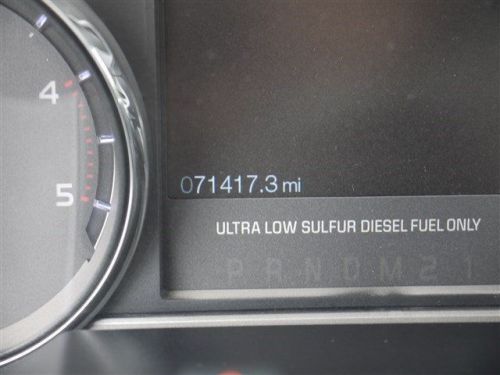 4
5
071417.3 mi
ULTRA LOW SULFUR DIESEL FUEL ONLY
P R N D M 2 1